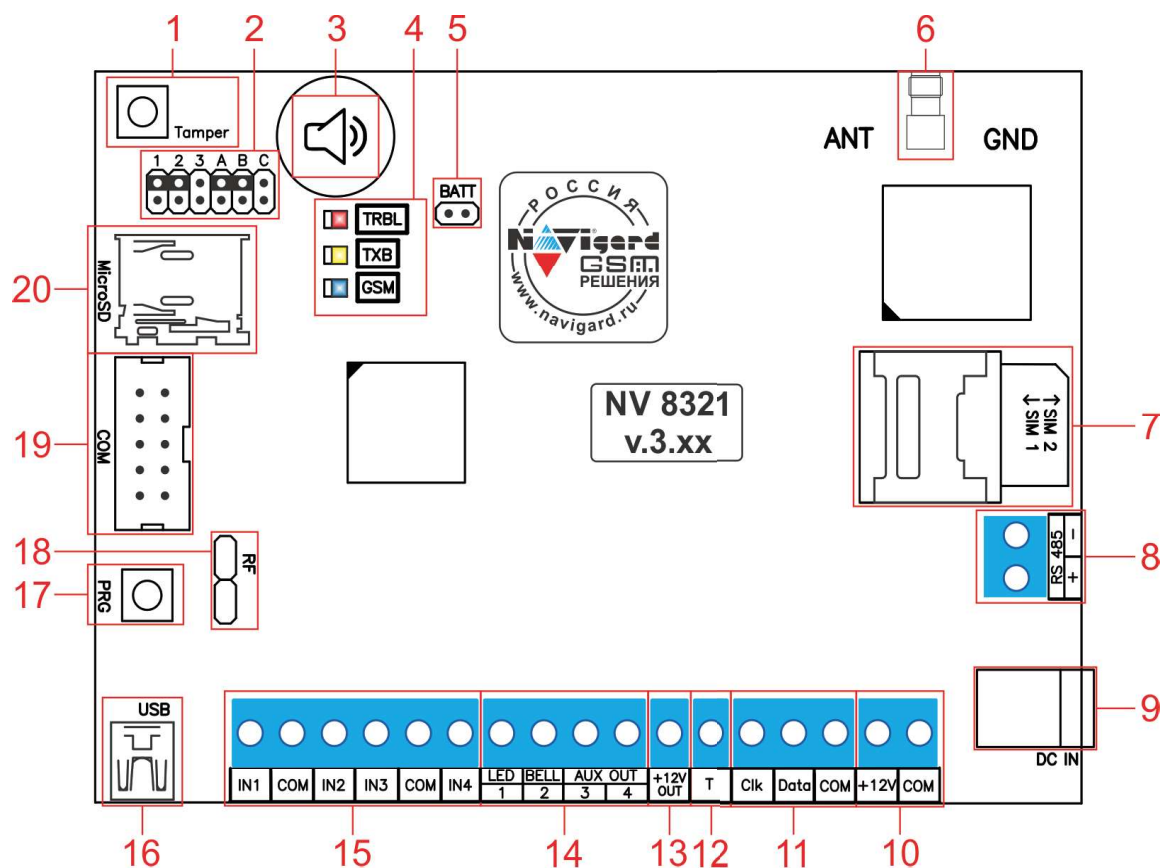 1 2 3 4 5 6
Tamper
1 2 3 A B C
BATT
TRBL
TXB
GSM
РОССИЯ
NAVigard®
GSM
РЕШЕНИЯ
www.navigard.ru
ANT GND
20
MicroSD
NV 8321
v.3.xx
↑SIM 2
↓SIM 1
7
19
COM
18
RF
8
RS 485
- +
17
PRG
9
DC IN
USB
IN1 COM IN2 IN3 COM IN4
LED BELL AUX OUT
1 2 3 4
+12V
OUT
T
Clk Data COM
+12V COM
16 15 14 13 12 11 10